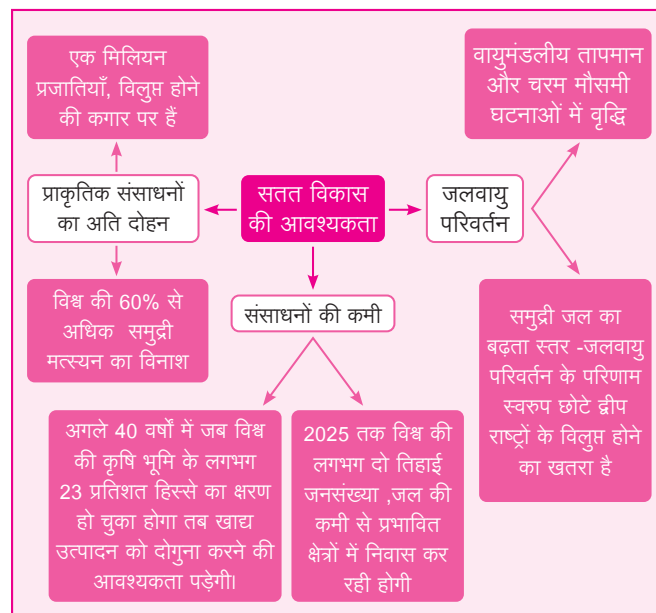 एक मिलियन
प्रजातियाँ, विलुप्त होने
की कगार पर हैं
वायुमंडलीय तापमान
और चरम मौसमी
घटनाओं में वृद्धि
प्राकृतिक संसाधनों
का अति दोहन
सतत विकास
की आवश्यकता
जलवायु
परिवर्तन
विश्व की 60% से
अधिक समुद्री
मत्स्यन का विनाश
संसाधनों की कमी
समुद्री जल का
बढ़ता स्तर -जलवायु
परिवर्तन के परिणाम
स्वरुप छोटे द्वीप
राष्ट्रों के विलुप्त होने
का खतरा है
अगले 40 वर्षों में जब विश्व
की कृषि भूमि के लगभग
23 प्रतिशत हिस्से का क्षरण
हो चुका होगा तब खाद्य
उत्पादन को दोगुना करने की
आवश्यकता पड़ेगी।
2025 तक विश्व की
लगभग दो तिहाई
जनसंख्या ,जल की
कमी से प्रभावित
क्षेत्रों में निवास कर
रही होगी